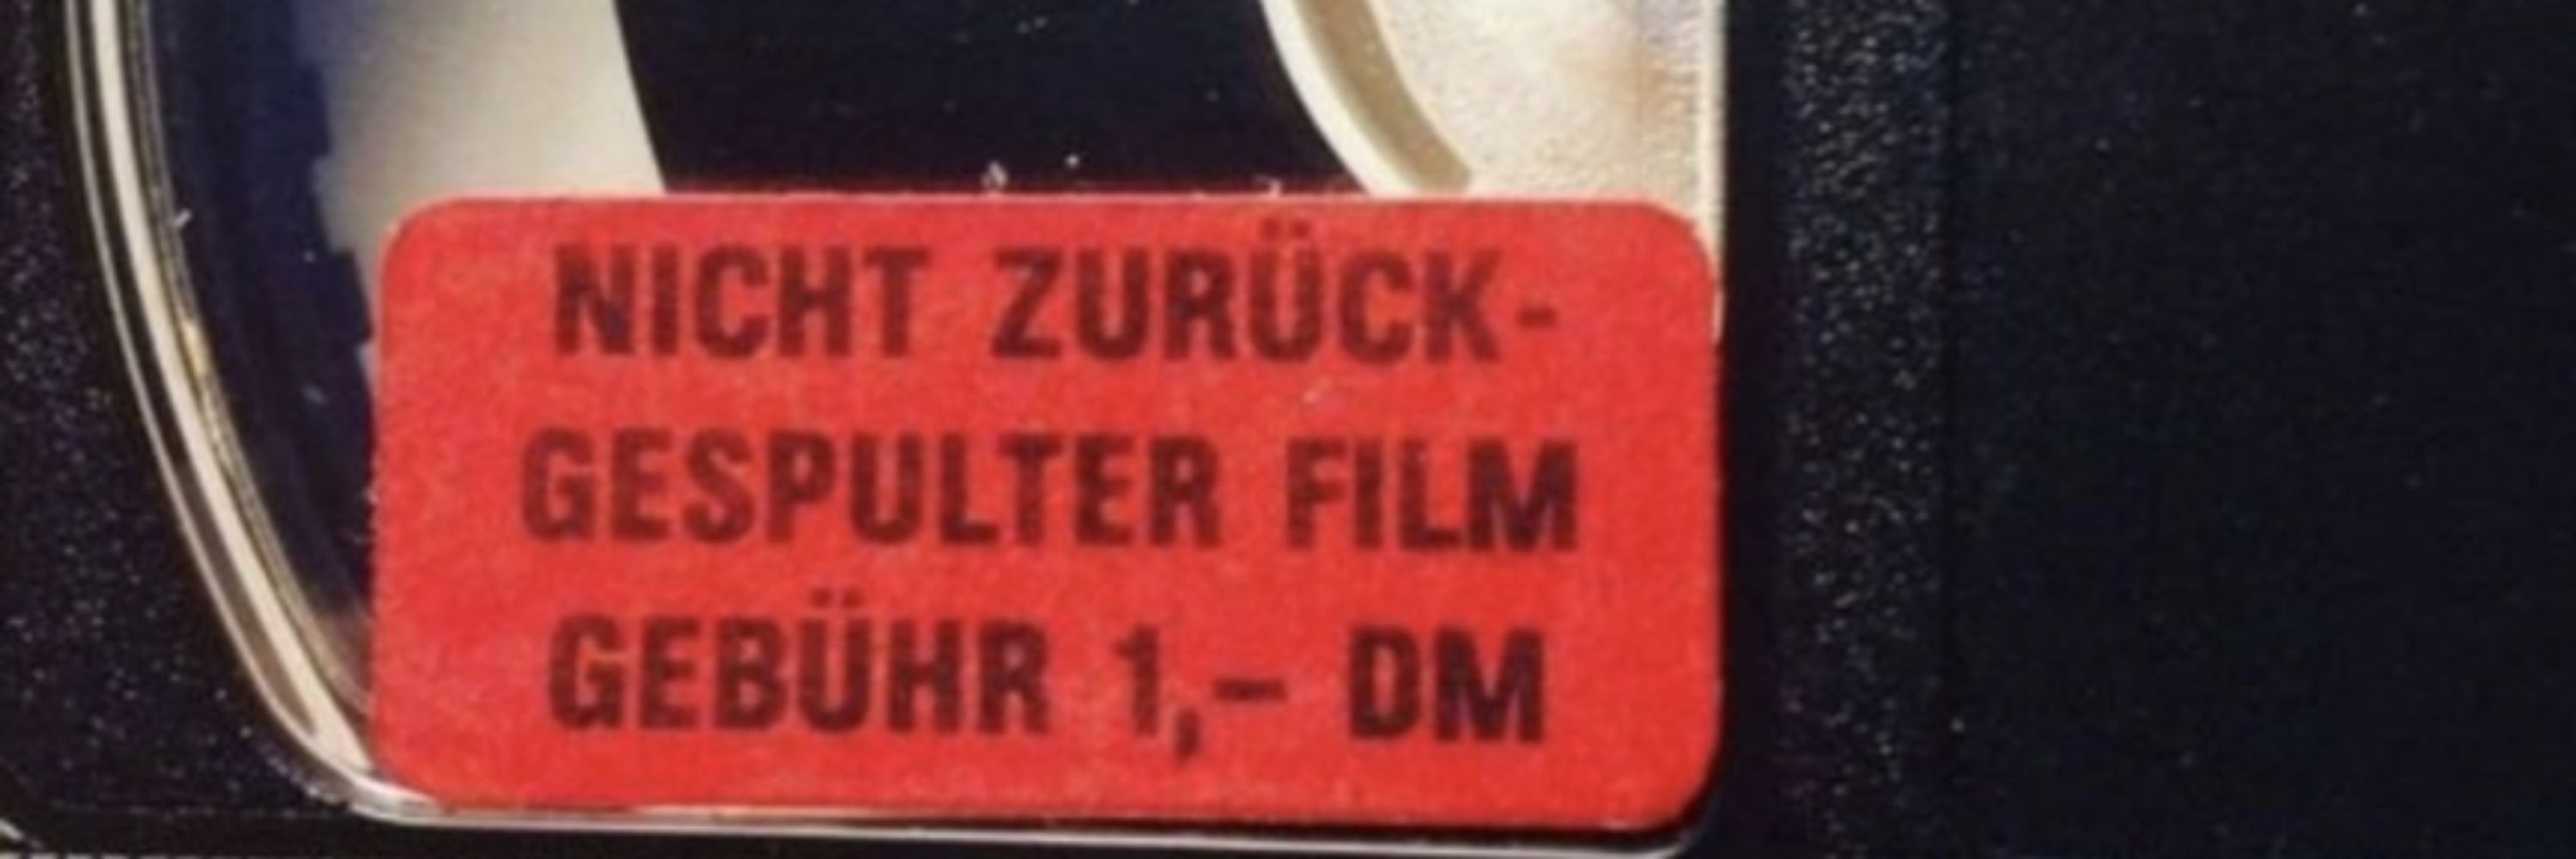 NICHT ZURÜCK-
GESPULTER FILM
GEBÜHR 1,– DM